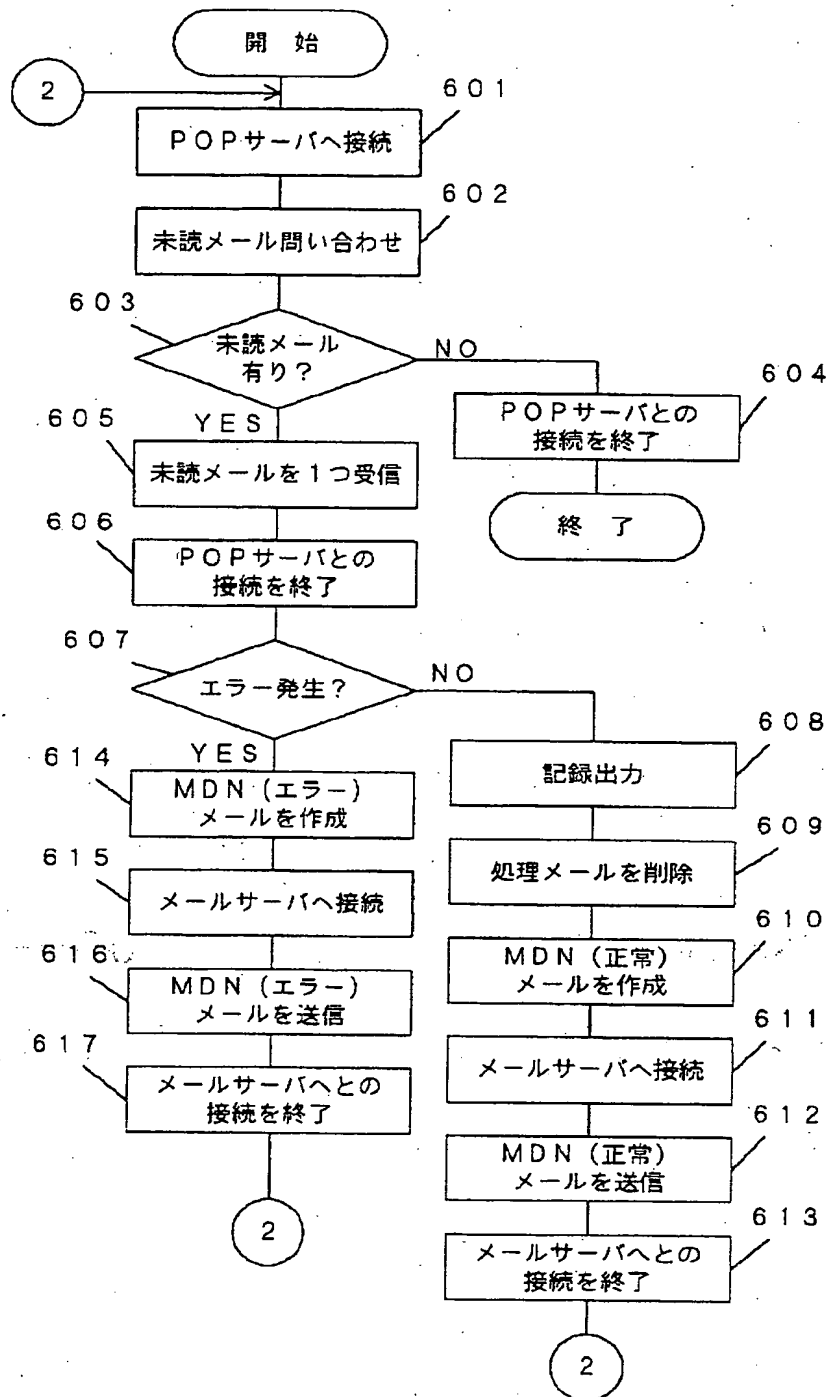 開 始
2
601
POPサーバへ接続
602
未読メール問い合わせ
603
未読メール
有り？
NO
604
POPサーバとの
接続を終了
終 了
YES
605
未読メールを1つ受信
606
POPサーバとの
接続を終了
607
エラー発生？
NO
YES
614
MDN（エラー）
メールを作成
615
メールサーバへ接続
616
MDN（エラー）
メールを送信
617
メールサーバへとの
接続を終了
2
608
記録出力
609
処理メールを削除
610
MDN（正常）
メールを作成
611
メールサーバへ接続
612
MDN（正常）
メールを送信
613
メールサーバへとの
接続を終了
2